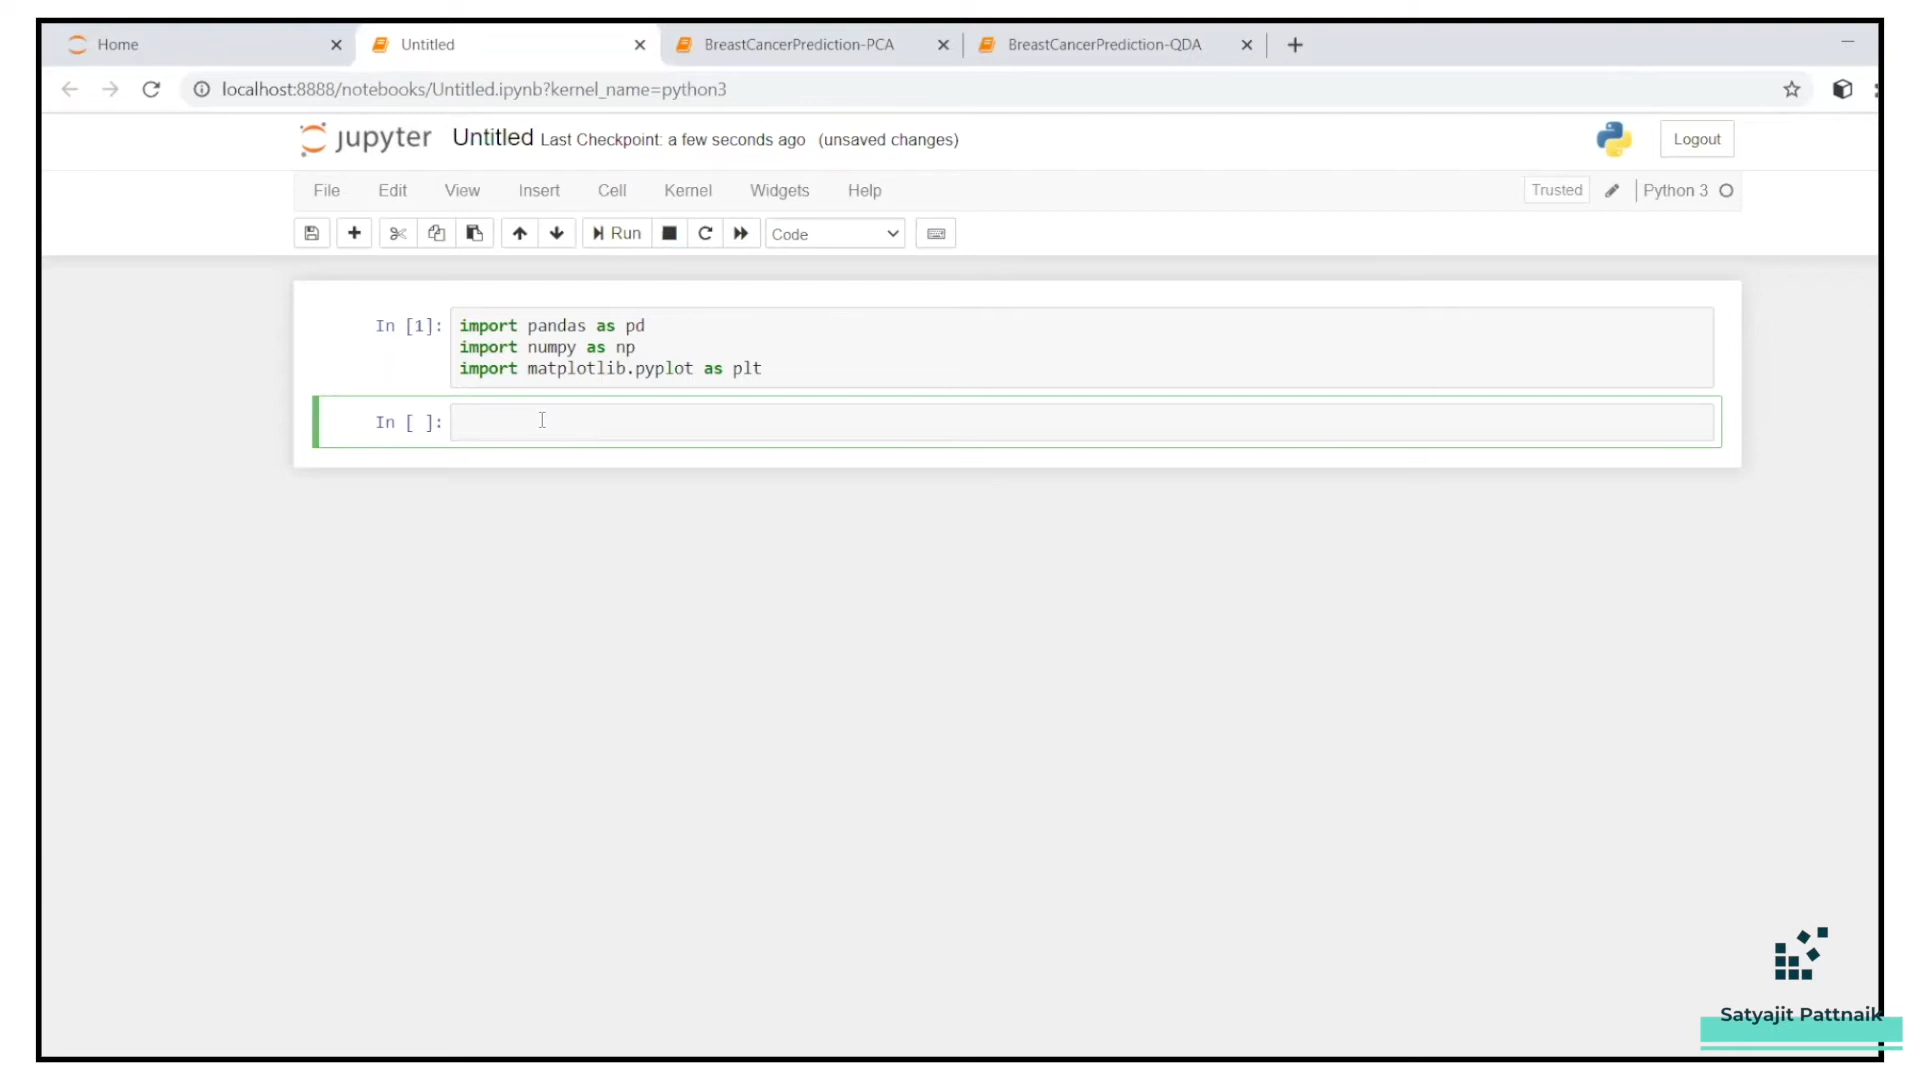 Home
Untitled
BreastCancerPrediction-PCA
BreastCancerPrediction-QDA
localhost:8888/notebooks/Untitled.ipynb?kernel_name=python3
jupyter Untitled Last Checkpoint: a few seconds ago (unsaved changes)
Logout
File Edit View Insert Cell Kernel Widgets Help
Trusted
Python 3
Run
Code
In [1]: import pandas as pd
import numpy as np
import matplotlib.pyplot as plt
In [ ]:
Satyajit Pattnaik